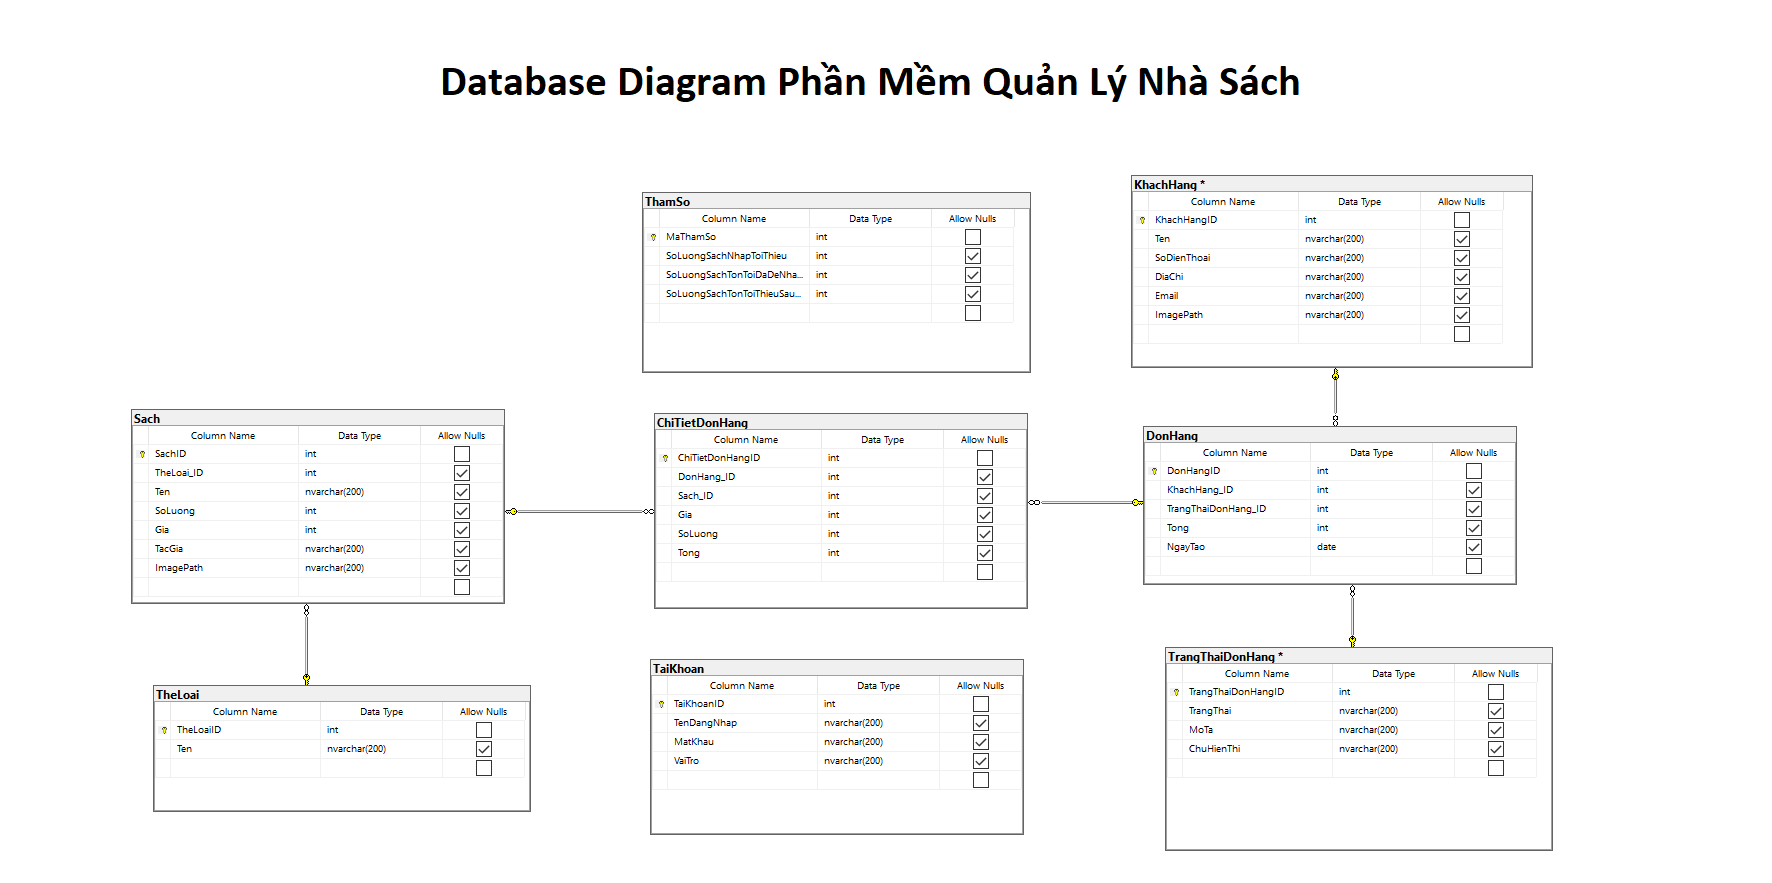 Database Diagram Phần Mềm Quản Lý Nhà Sách
ThamSo
Column Name Data Type Allow Nulls
MaThamSo int
SoLuongSachNhapToiThieu int
SoLuongSachTonToiDaDeNha... int
SoLuongSachTonToiThieuSau... int
KhachHang *
Column Name Data Type Allow Nulls
KhachHangID int
Ten nvarchar(200)
SoDienThoai nvarchar(200)
DiaChi nvarchar(200)
Email nvarchar(200)
ImagePath nvarchar(200)
Sach
Column Name Data Type Allow Nulls
SachID int
TheLoai_ID int
Ten nvarchar(200)
SoLuong int
Gia int
TacGia nvarchar(200)
ImagePath nvarchar(200)
ChiTietDonHang
Column Name Data Type Allow Nulls
ChiTietDonHangID int
DonHang_ID int
Sach_ID int
Gia int
SoLuong int
Tong int
DonHang
Column Name Data Type Allow Nulls
DonHangID int
KhachHang_ID int
TrangThaiDonHang_ID int
Tong int
NgayTao date
TheLoai
Column Name Data Type Allow Nulls
TheLoaiID int
Ten nvarchar(200)
TaiKhoan
Column Name Data Type Allow Nulls
TaiKhoanID int
TenDangNhap nvarchar(200)
MatKhau nvarchar(200)
VaiTro nvarchar(200)
TrangThaiDonHang *
Column Name Data Type Allow Nulls
TrangThaiDonHangID int
TrangThai nvarchar(200)
MoTa nvarchar(200)
ChuHienThi nvarchar(200)